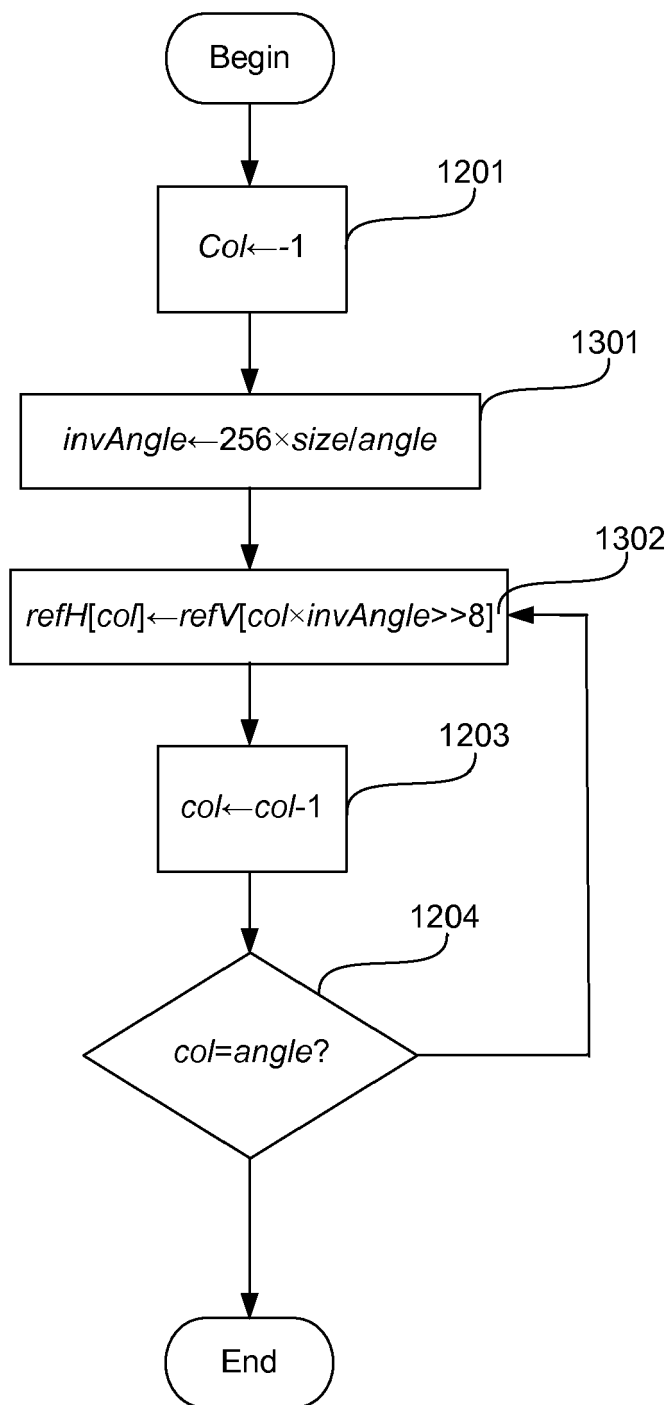 Begin
1201
Col←-1
1301
invAngle←256×size/angle
1302
refH[col]←refV[col×invAngle>>8]
1203
col←col-1
1204
col=angle?
End